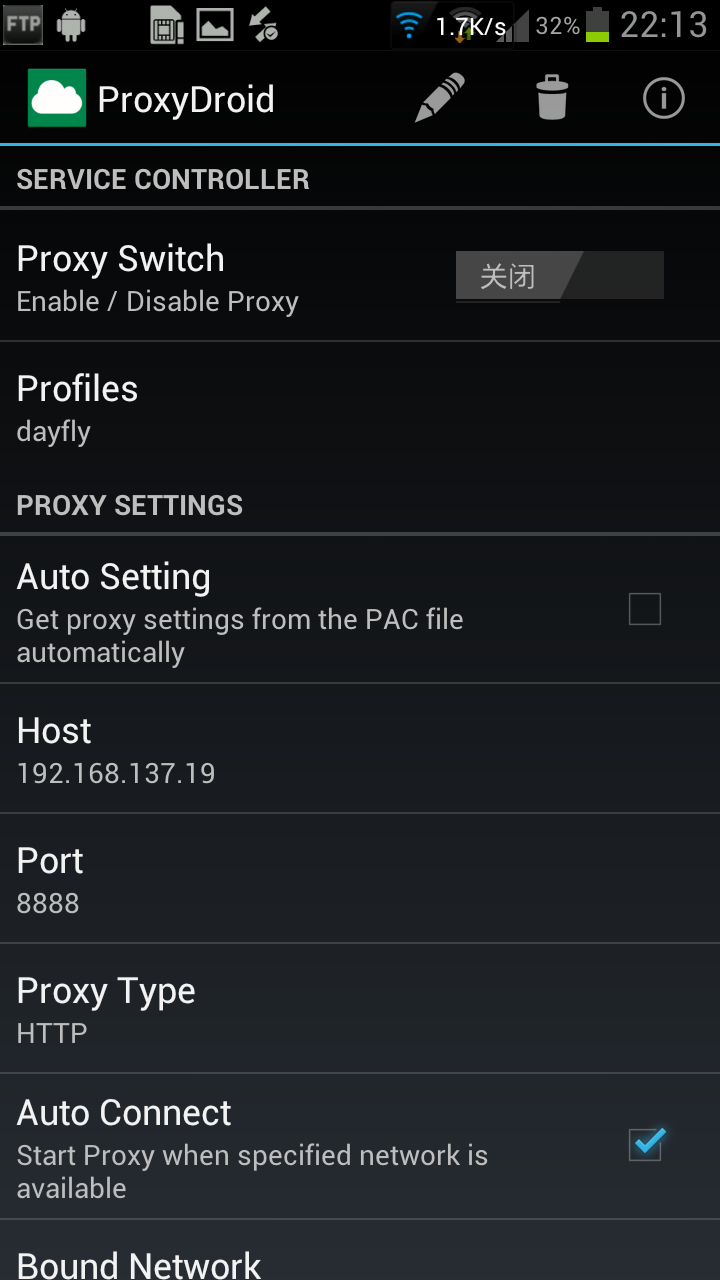 FTP 1.7K/s 32% 22:13
ProxyDroid
SERVICE CONTROLLER
Proxy Switch
关闭
Enable / Disable Proxy
Profiles
dayfly
PROXY SETTINGS
Auto Setting
Get proxy settings from the PAC file
automatically
Host
192.168.137.19
Port
8888
Proxy Type
HTTP
Auto Connect
Start Proxy when specified network is
available
Bound Network